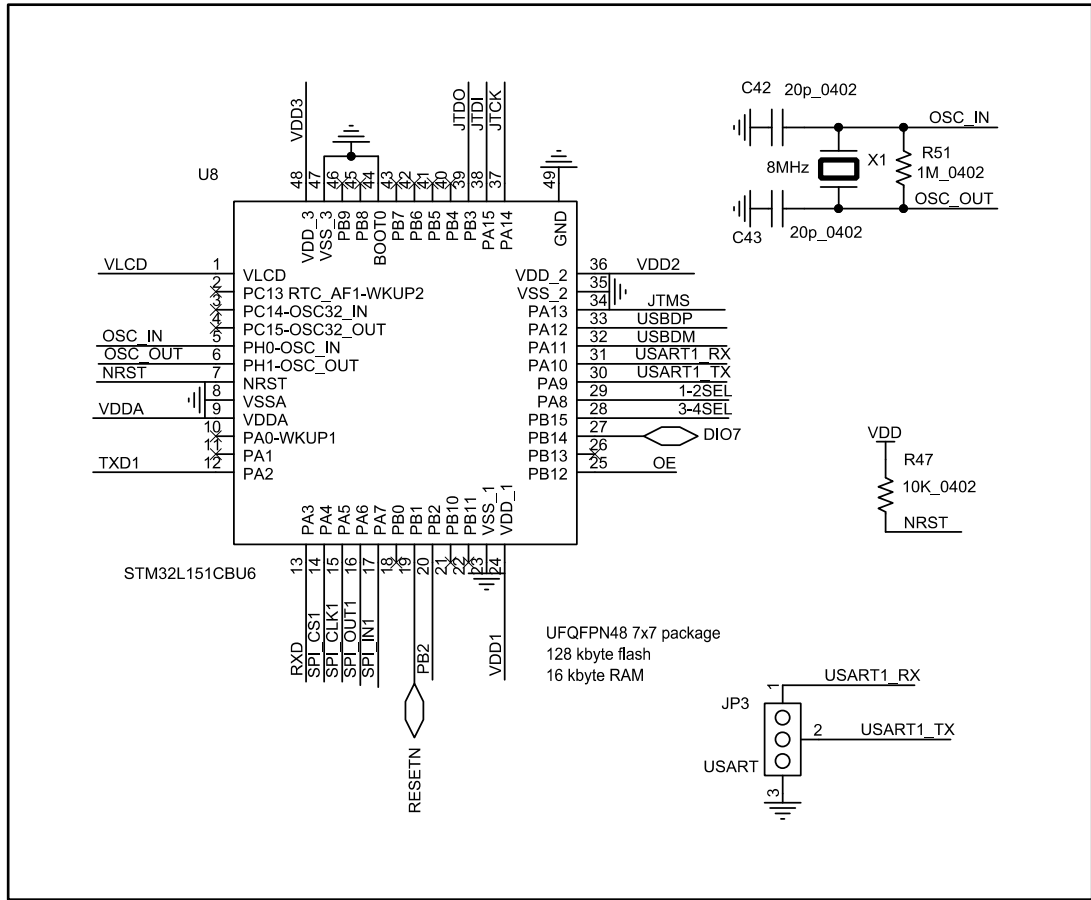 C42 20p_0402
OSC_IN
8MHz X1 R51
1M_0402
OSC_OUT
C43 20p_0402
VDD3
JTDO
JTDI
JTCK
U8
48
47
46
45
44
43
42
41
40
39
38
37
49
VDD_3
VSS_3
PB9
PB8
BOOT0
PB7
PB6
PB5
PB4
PB3
PA15
PA14
GND
VLCD 1 VLCD
2 PC13 RTC_AF1-WKUP2
3 PC14-OSC32_IN
4 PC15-OSC32_OUT
OSC_IN 5 PH0-OSC_IN
OSC_OUT 6 PH1-OSC_OUT
NRST 7 NRST
8 VSSA
VDDA 9 VDDA
10 PA0-WKUP1
11 PA1
TXD1 12 PA2
VDD_2 36 VDD2
VSS_2 35
PA13 34 JTMS
PA12 33 USBDP
PA11 32 USBDM
PA10 31 USART1_RX
PA9 30 USART1_TX
PA8 29 1-2SEL
PB15 28 3-4SEL
PB14 27 DIO7
PB13 26
PB12 25 OE
PA3
PA4
PA5
PA6
PA7
PB0
PB1
PB2
PB10
PB11
VSS_1
VDD_1
13
14
15
16
17
18
19
20
21
22
23
24
STM32L151CBU6
RXD
SPI_CS1
SPI_CLK1
SPI_OUT1
SPI_IN1
RESETN
PB2
VDD1
UFQFPN48 7x7 package
128 kbyte flash
16 kbyte RAM
VDD
R47
10K_0402
NRST
JP3
USART
1 USART1_RX
2 USART1_TX
3